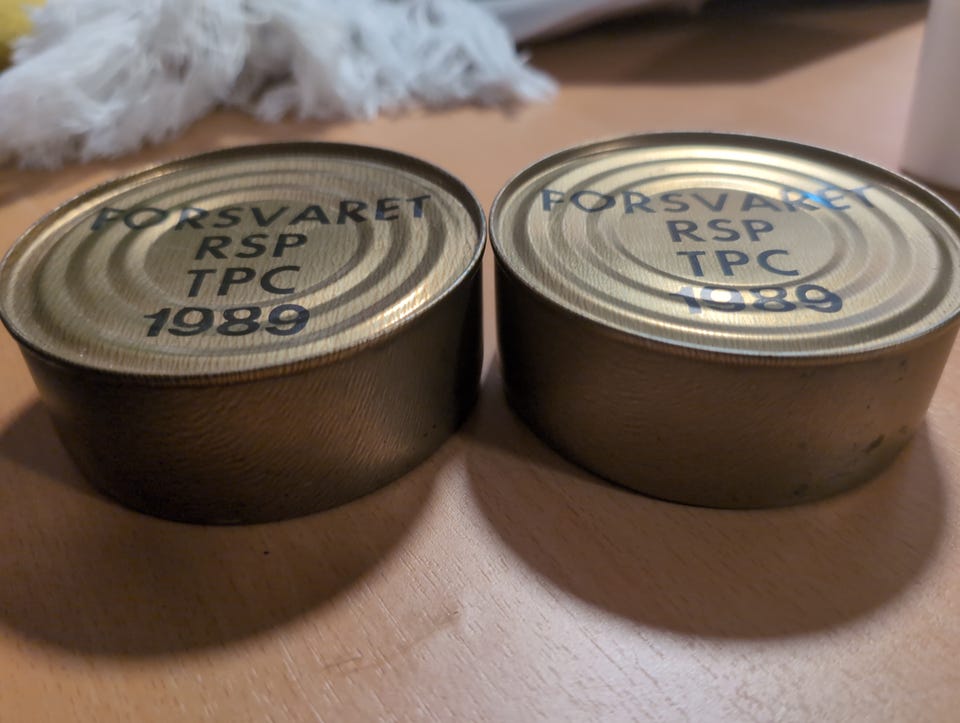 FORSVARET
RSP
TPC
1989
FORSVARET
RSP
TPC
1989